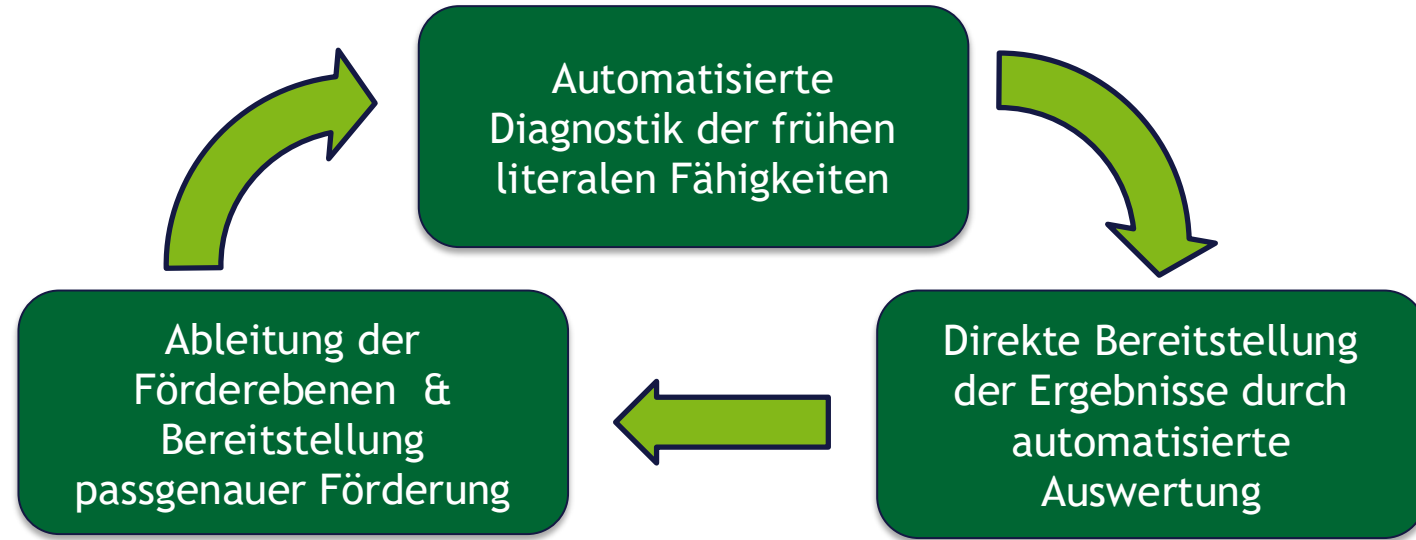 Automatisierte
Diagnostik der frühen
literalen Fähigkeiten
Direkte Bereitstellung
der Ergebnisse durch
automatisierte
Auswertung
Ableitung der
Förderebenen &
Bereitstellung
passgenauer Förderung